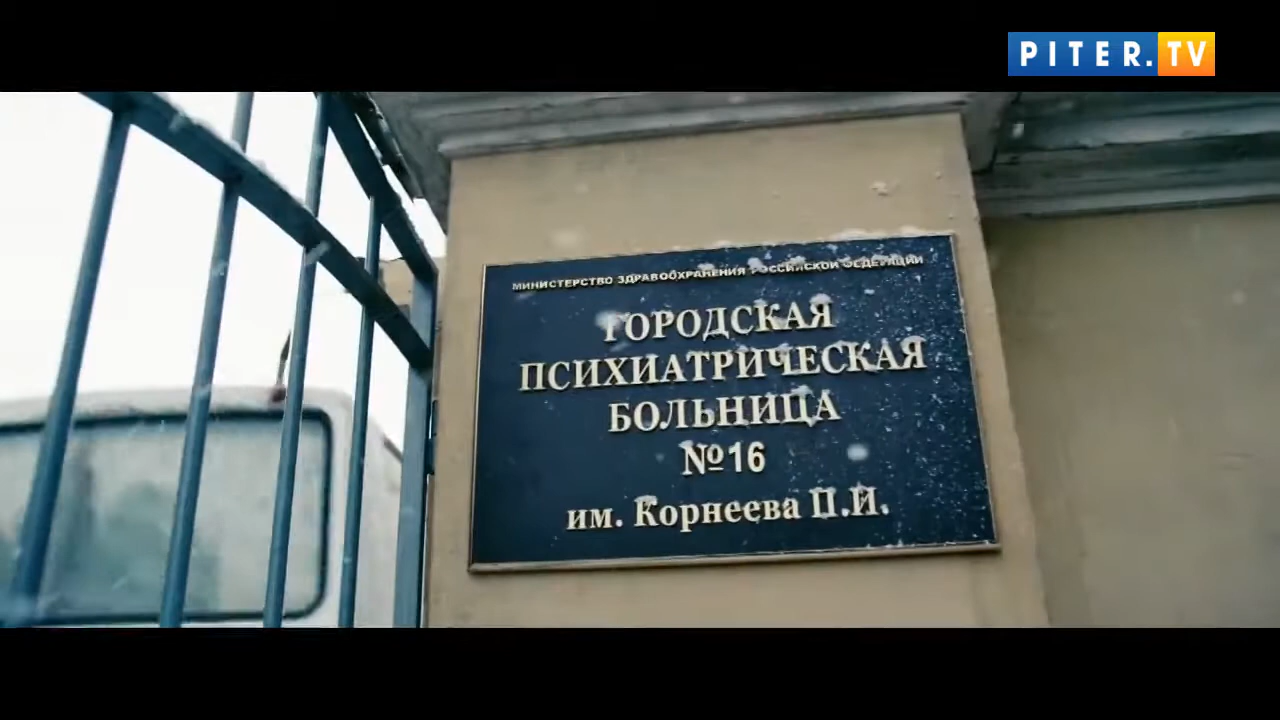 PITER.TV
МИНИСТЕРСТВО ЗДРАВООХРАНЕНИЯ РОССИЙСКОЙ ФЕДЕРАЦИИ
ГОРОДСКАЯ
ПСИХИАТРИЧЕСКАЯ
БОЛЬНИЦА
№16
им. Корнеева П.И.